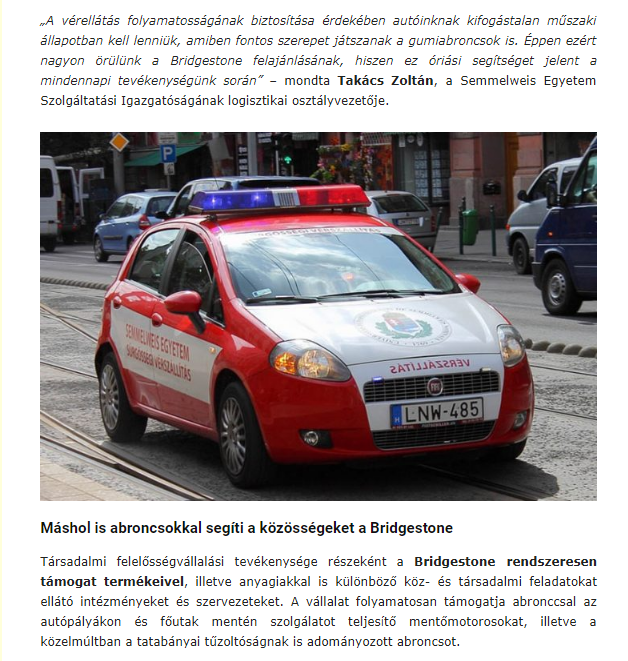 „A vérellátás folyamatosságának biztosítása érdekében autóinknak kifogástalan műszaki
állapotban kell lenniük, amiben fontos szerepet játszanak a gumiabroncsok is. Éppen ezért
nagyon örülünk a Bridgestone felajánlásának, hiszen ez óriási segítséget jelent a
mindennapi tevékenységünk során” – mondta Takács Zoltán, a Semmelweis Egyetem
Szolgáltatási Igazgatóságának logisztikai osztályvezetője.
P
SEMMELWEIS EGYETEM
SÜRGŐSSÉGI VÉRSZÁLLÍTÁS
VÉRSZÁLLÍTÁS
FIAT
H LNW-485
Máshol is abroncsokkal segíti a közösségeket a Bridgestone
Társadalmi felelősségvállalási tevékenysége részeként a Bridgestone rendszeresen
támogat termékeivel, illetve anyagiakkal is különböző köz- és társadalmi feladatokat
ellátó intézményeket és szervezeteket. A vállalat folyamatosan támogatja abronccsal az
autópályákon és főutak mentén szolgálatot teljesítő mentőmotorosokat, illetve a
közelmúltban a tatabányai tűzoltóságnak is adományozott abroncsot.